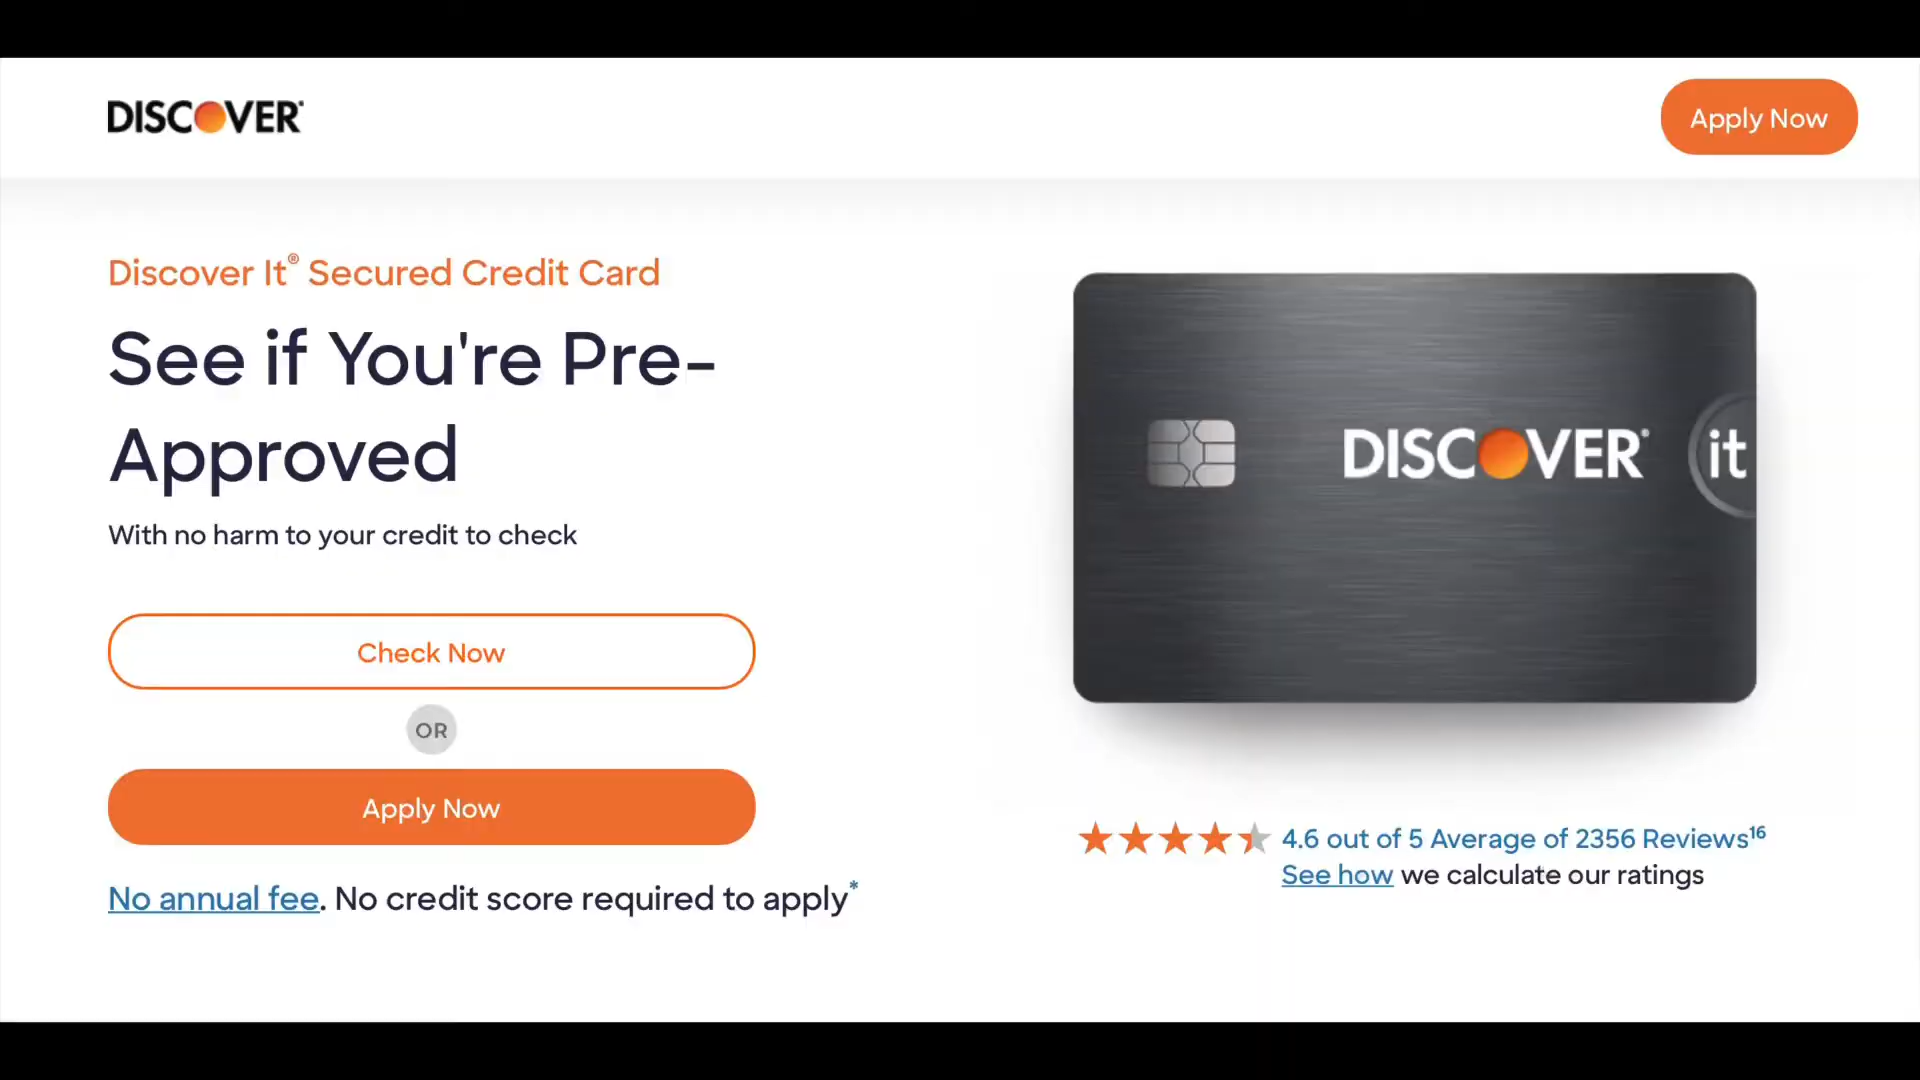 DISCOVER®
Apply Now
Discover It® Secured Credit Card
See if You're Pre-
Approved
With no harm to your credit to check
Check Now
OR
Apply Now
No annual fee. No credit score required to apply*
DISCOVER®
it
4.6 out of 5 Average of 2356 Reviews¹⁶
See how we calculate our ratings